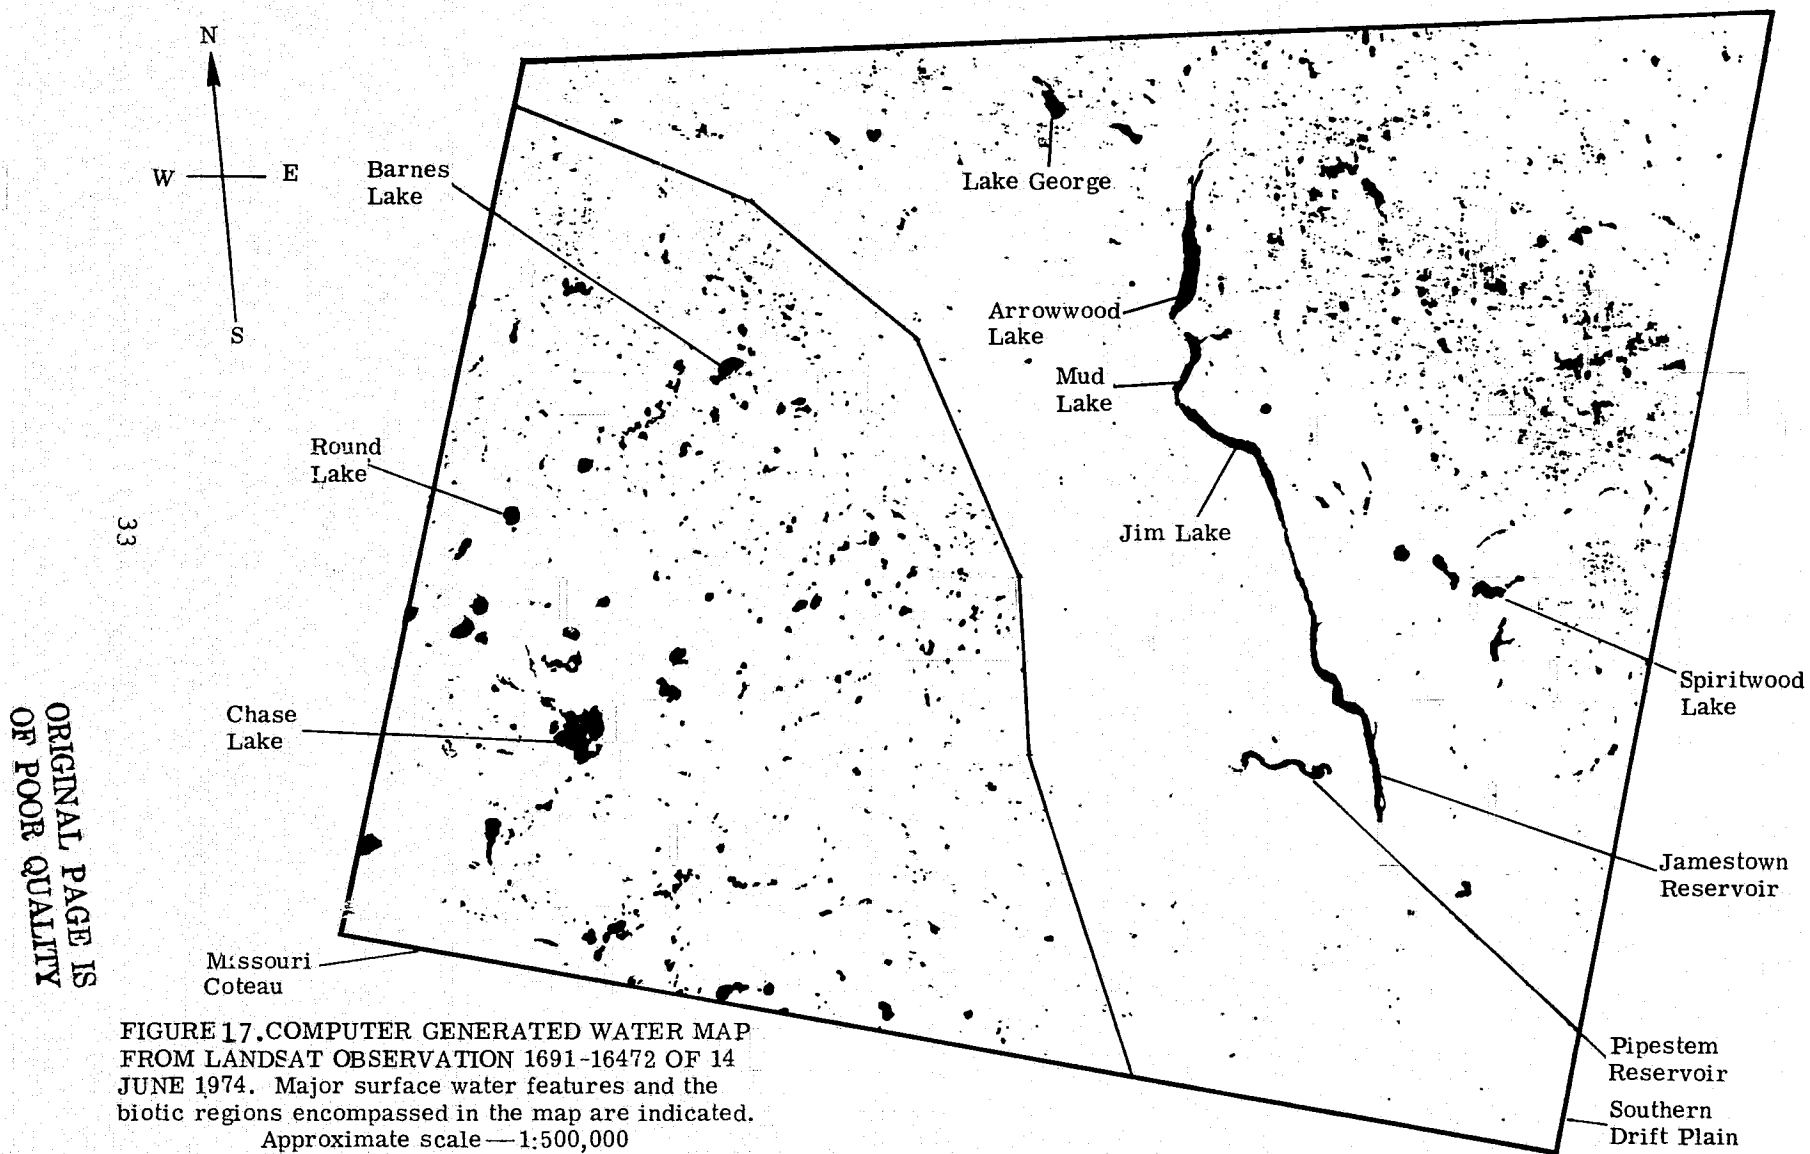 N
W
E
S
Barnes
Lake
Lake George
Arrowwood
Lake
Mud
Lake
Round
Lake
Jim Lake
33
Spiritwood
Lake
Chase
Lake
Jamestown
Reservoir
Missouri
Coteau
Pipestem
Reservoir
Southern
Drift Plain
ORIGINAL PAGE IS
OF POOR QUALITY
FIGURE 17. COMPUTER GENERATED WATER MAP
FROM LANDSAT OBSERVATION 1691-16472 OF 14
JUNE 1974. Major surface water features and the
biotic regions encompassed in the map are indicated.
Approximate scale—1:500,000